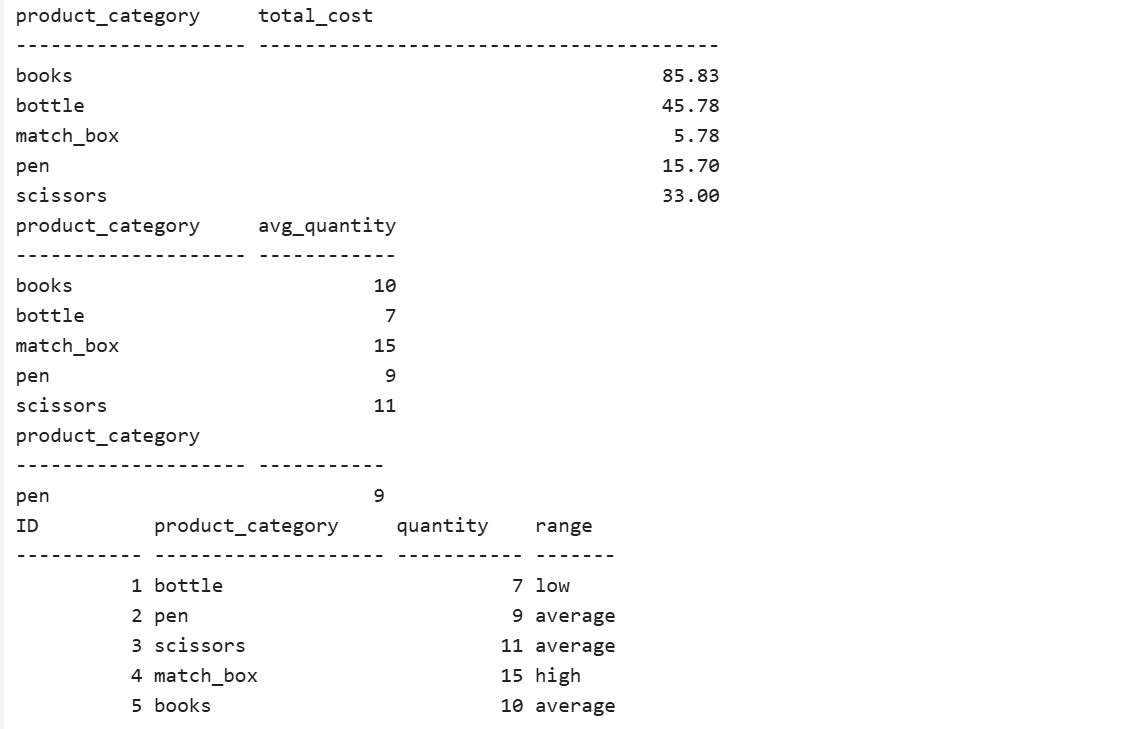 product_category     total_cost
-------------------- ----------------------------------------
books                                                   85.83
bottle                                                  45.78
match_box                                                5.78
pen                                                     15.70
scissors                                                33.00
product_category     avg_quantity
-------------------- ------------
books                          10
bottle                          7
match_box                      15
pen                             9
scissors                       11
product_category
-------------------- -----------
pen                            9
ID          product_category     quantity    range
----------- -------------------- ----------- -------
          1 bottle                         7 low
          2 pen                            9 average
          3 scissors                      11 average
          4 match_box                     15 high
          5 books                         10 average